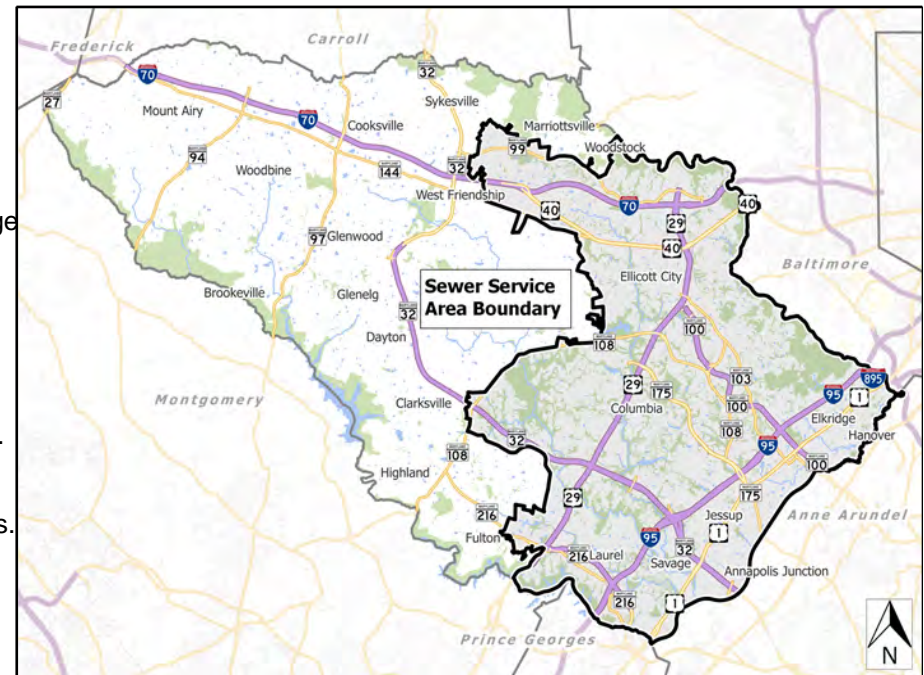 Frederick
Carroll
70
32
27
Mount Airy
Sykesville
70
Cooksville
Marriottsville
MARYLAND
99
Woodstock
94
Woodbine
144
32
West Friendship
70
40
40
29
ge
97
Glenwood
40
Ellicott City
Baltimore
Brookeville
Glenelg
Sewer Service
Area Boundary
32
Dayton
100
108
103
895
29
175
95
1
Montgomery
Columbia
100
Elkridge
Clarksville
108
Hanover
.
32
95
108
100
Highland
29
175
s.
216
Anne Arundel
Fulton
Jessup
1
95
Laurel
32
216
Savage
Annapolis Junction
216
1
Prince Georges
N